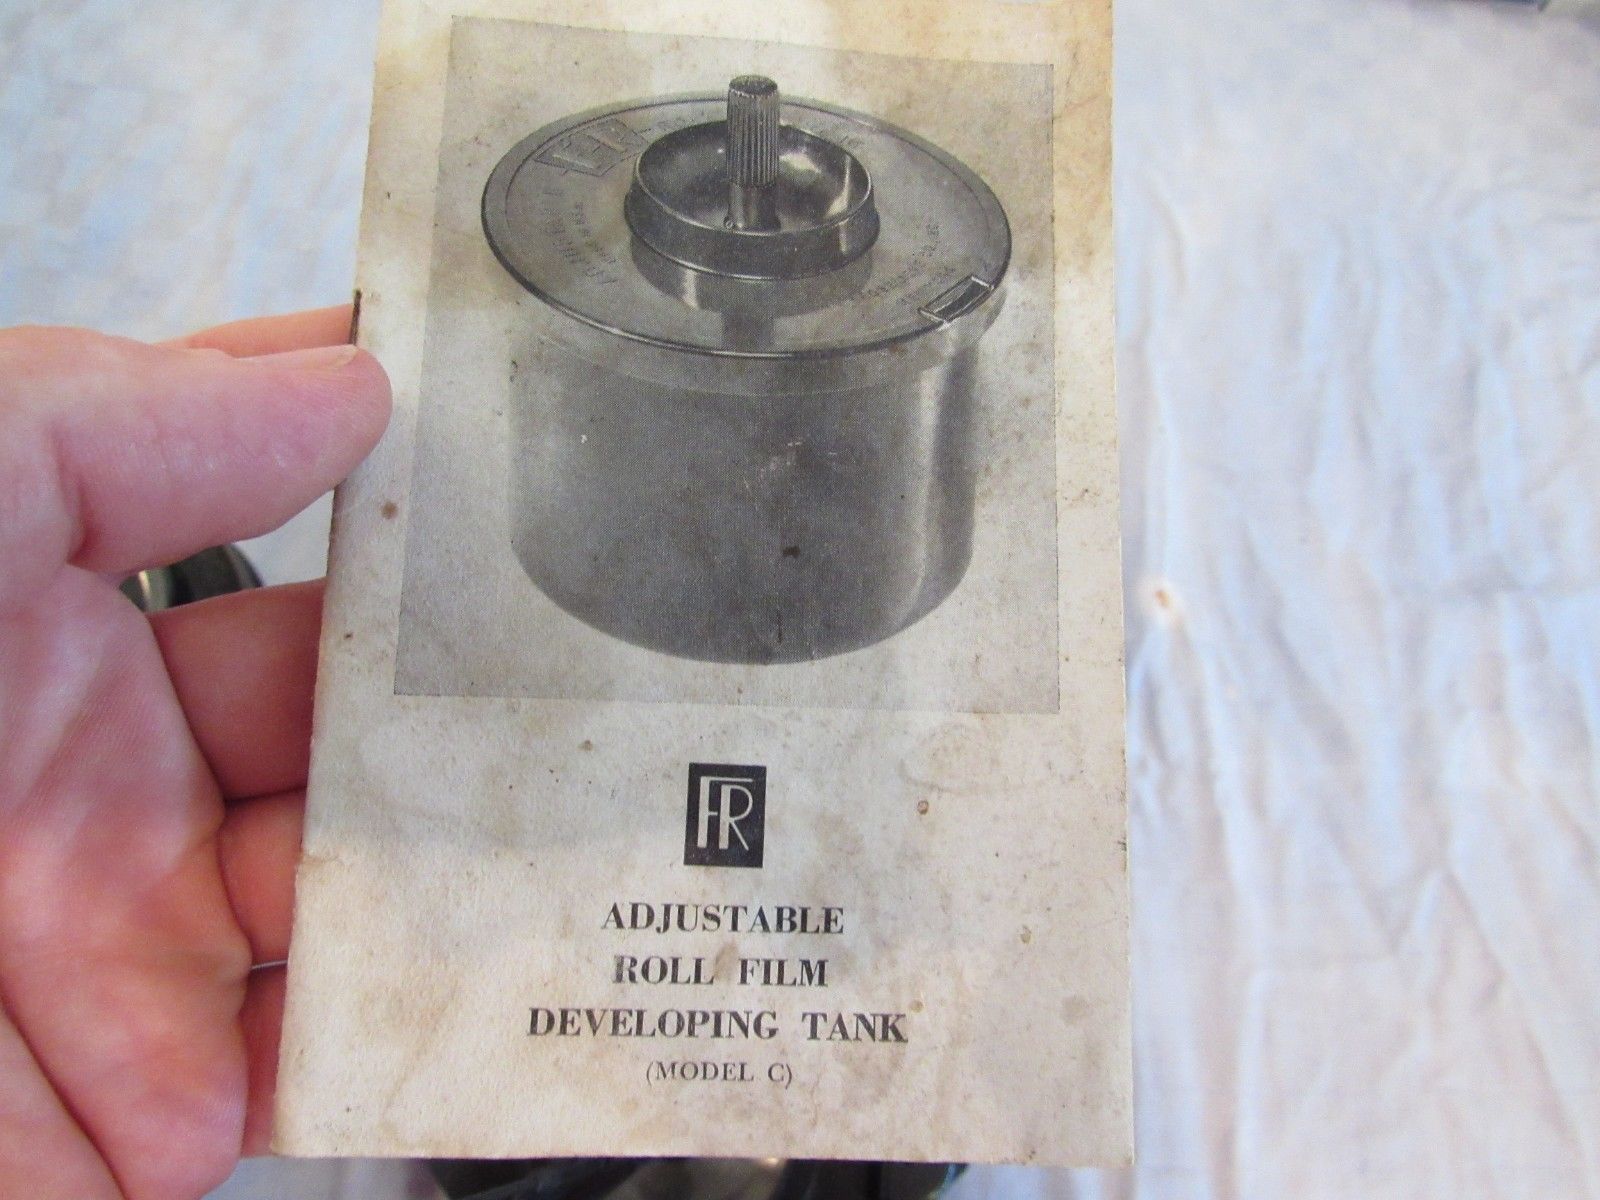 FR
ADJUSTABLE
ROLL FILM
DEVELOPING TANK
(MODEL C)